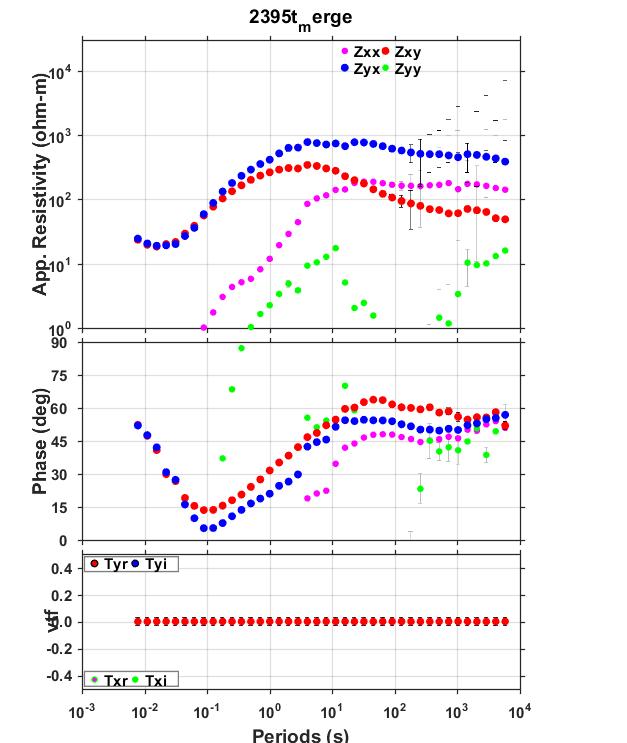 2395t_merge
Zxx Zxy
Zyx Zyy
App. Resistivity (ohm-m)
10^4
10^3
10^2
10^1
10^0
Phase (deg)
90
75
60
45
30
15
0
Tyr Tyi
vtf
0.4
0.2
0.0
-0.2
-0.4
Txr Txi
10^-3 10^-2 10^-1 10^0 10^1 10^2 10^3 10^4
Periods (s)